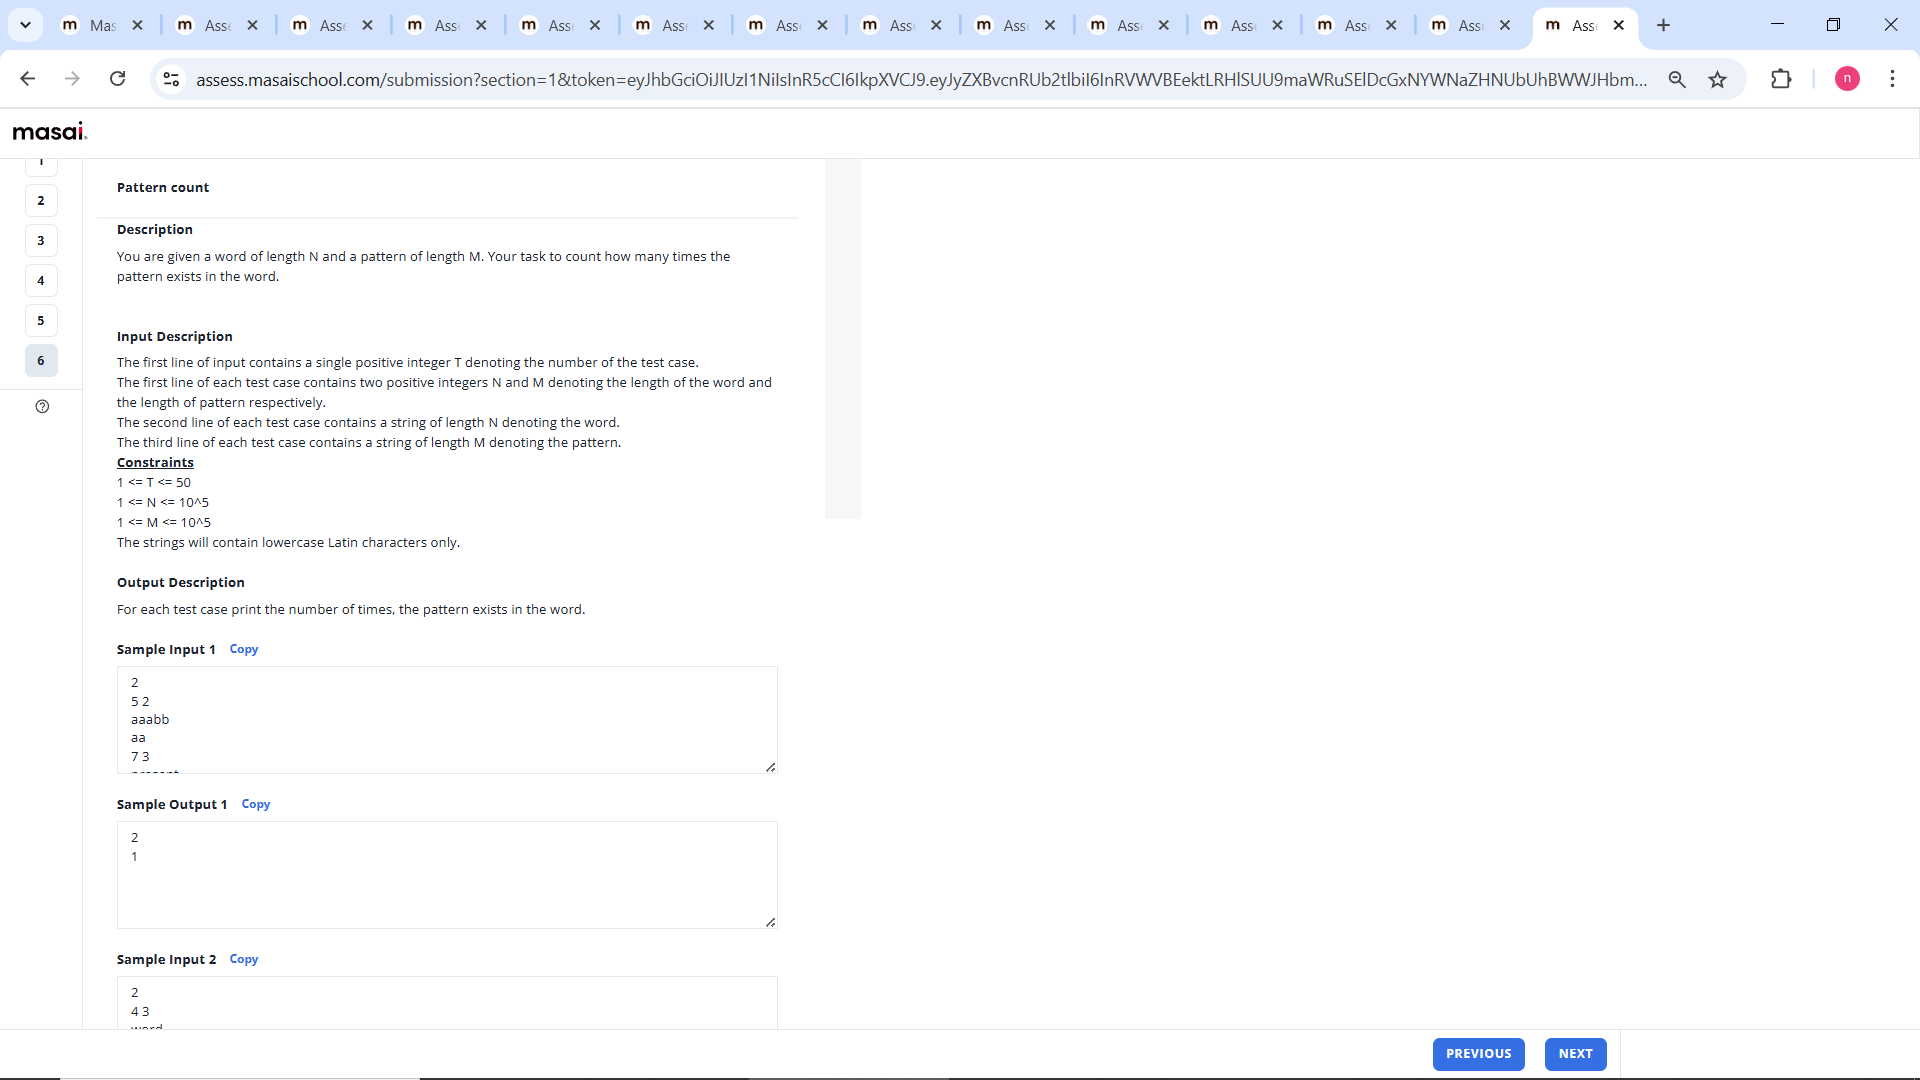 m Mas
m Ass
m Ass
m Ass
m Ass
m Ass
m Ass
m Ass
m Ass
m Ass
m Ass
m Ass
m Ass
m Ass
assess.masaischool.com/submission?section=1&token=eyJhbGciOiJIUzI1NiIsInR5cCI6IkpXVCJ9.eyJyZXBvcnRUb2tlbiI6InRVWVBEektLRHlSUU9maWRuSElDcGxNYWNaZHNUbUhBWWJHbm...
n
masai.
1
2
3
4
5
6
Pattern count
Description
You are given a word of length N and a pattern of length M. Your task to count how many times the
pattern exists in the word.
Input Description
The first line of input contains a single positive integer T denoting the number of the test case.
The first line of each test case contains two positive integers N and M denoting the length of the word and
the length of pattern respectively.
The second line of each test case contains a string of length N denoting the word.
The third line of each test case contains a string of length M denoting the pattern.
Constraints
1 <= T <= 50
1 <= N <= 10^5
1 <= M <= 10^5
The strings will contain lowercase Latin characters only.
Output Description
For each test case print the number of times, the pattern exists in the word.
Sample Input 1 Copy
2
5 2
aaabb
aa
7 3
Sample Output 1 Copy
2
1
Sample Input 2 Copy
2
4 3
word
PREVIOUS NEXT